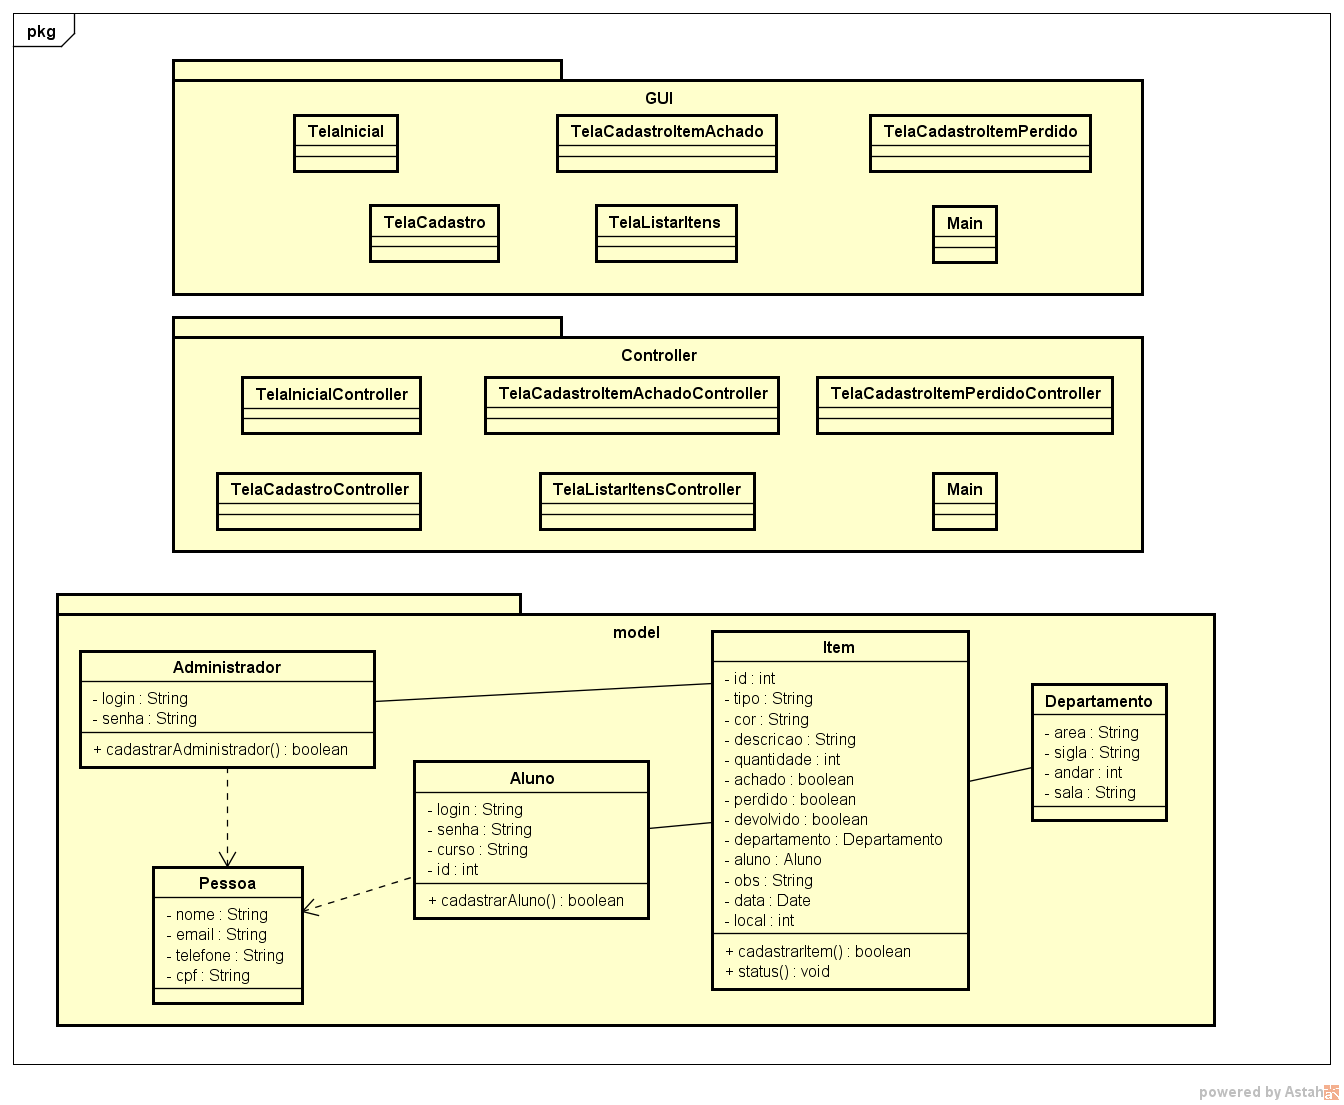 pkg
GUI
TelaInicial
TelaCadastroItemAchado
TelaCadastroItemPerdido
TelaCadastro
TelaListarItens
Main
Controller
TelaInicialController
TelaCadastroItemAchadoController
TelaCadastroItemPerdidoController
TelaCadastroController
TelaListarItensController
Main
model
Administrador
- login : String
- senha : String
+ cadastrarAdministrador() : boolean
Pessoa
- nome : String
- email : String
- telefone : String
- cpf : String
Aluno
- login : String
- senha : String
- curso : String
- id : int
+ cadastrarAluno() : boolean
Item
- id : int
- tipo : String
- cor : String
- descricao : String
- quantidade : int
- achado : boolean
- perdido : boolean
- devolvido : boolean
- departamento : Departamento
- aluno : Aluno
- obs : String
- data : Date
- local : int
+ cadastrarItem() : boolean
+ status() : void
Departamento
- area : String
- sigla : String
- andar : int
- sala : String
powered by Astah